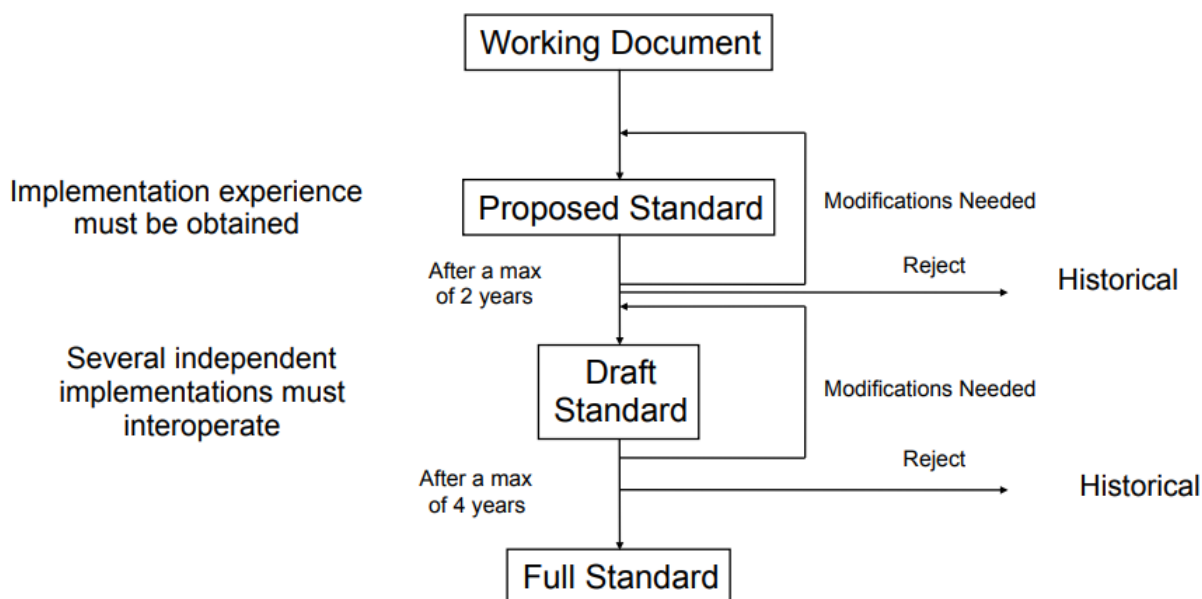 Working Document
Implementation experience
must be obtained
Proposed Standard
Modifications Needed
After a max
of 2 years
Reject
Historical
Several independent
implementations must
interoperate
Draft
Standard
Modifications Needed
After a max
of 4 years
Reject
Historical
Full Standard